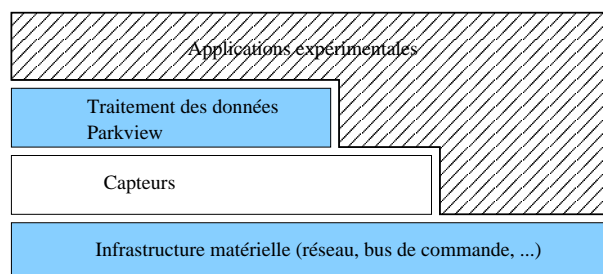 Applications expérimentales
Traitement des données
Parkview
Capteurs
Infrastructure matérielle (réseau, bus de commande, ...)